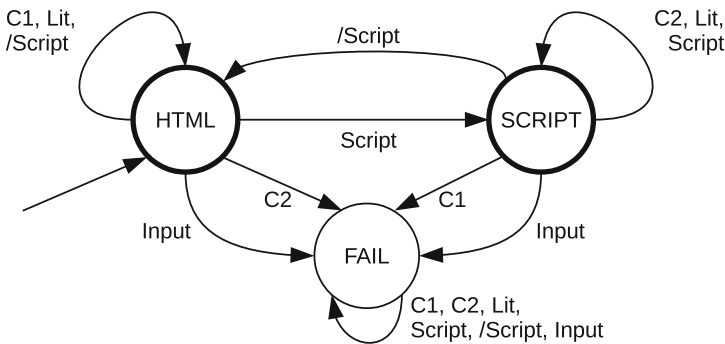 C1, Lit,
/Script
/Script
C2, Lit,
Script
HTML
SCRIPT
Script
C2
C1
Input
Input
FAIL
C1, C2, Lit,
Script, /Script, Input